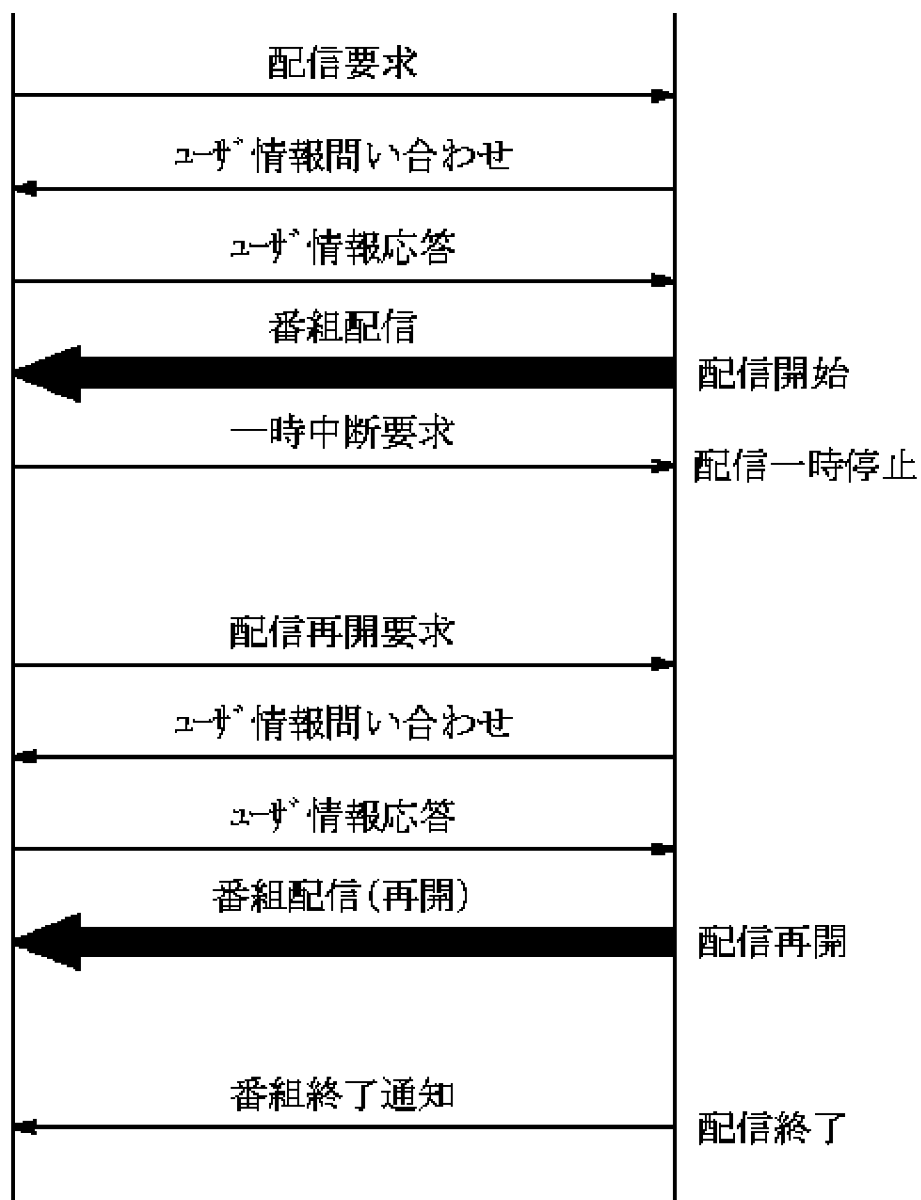 配信要求
ﾕｰｻﾞ情報問い合わせ
ﾕｰｻﾞ情報応答
番組配信
配信開始
一時中断要求
配信一時停止
配信再開要求
ﾕｰｻﾞ情報問い合わせ
ﾕｰｻﾞ情報応答
番組配信(再開)
配信再開
番組終了通知
配信終了